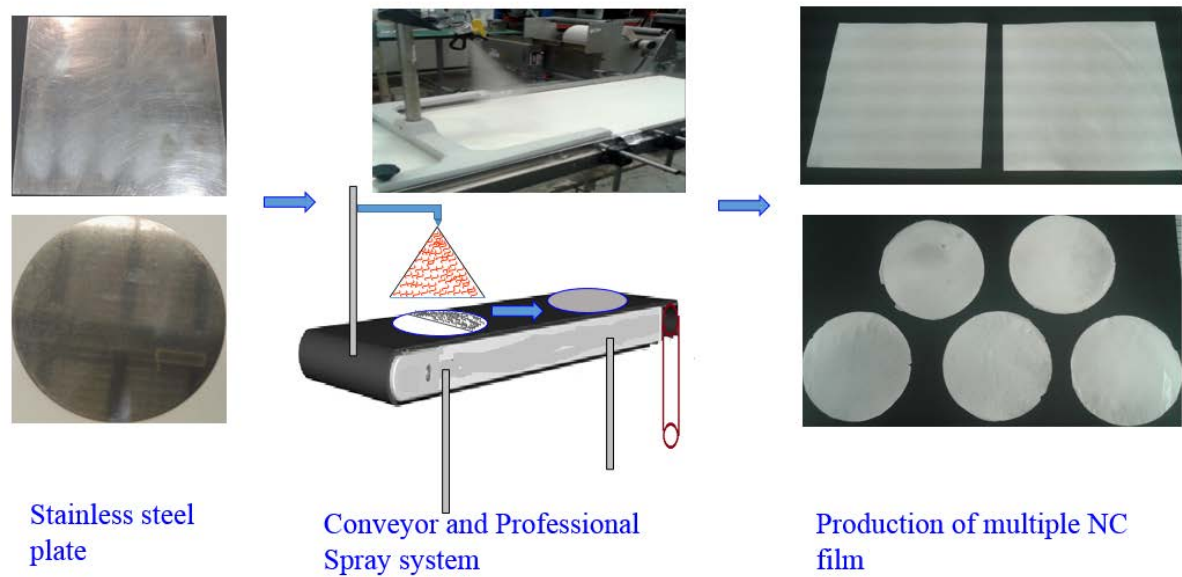 Stainless steel
plate
Conveyor and Professional
Spray system
Production of multiple NC
film